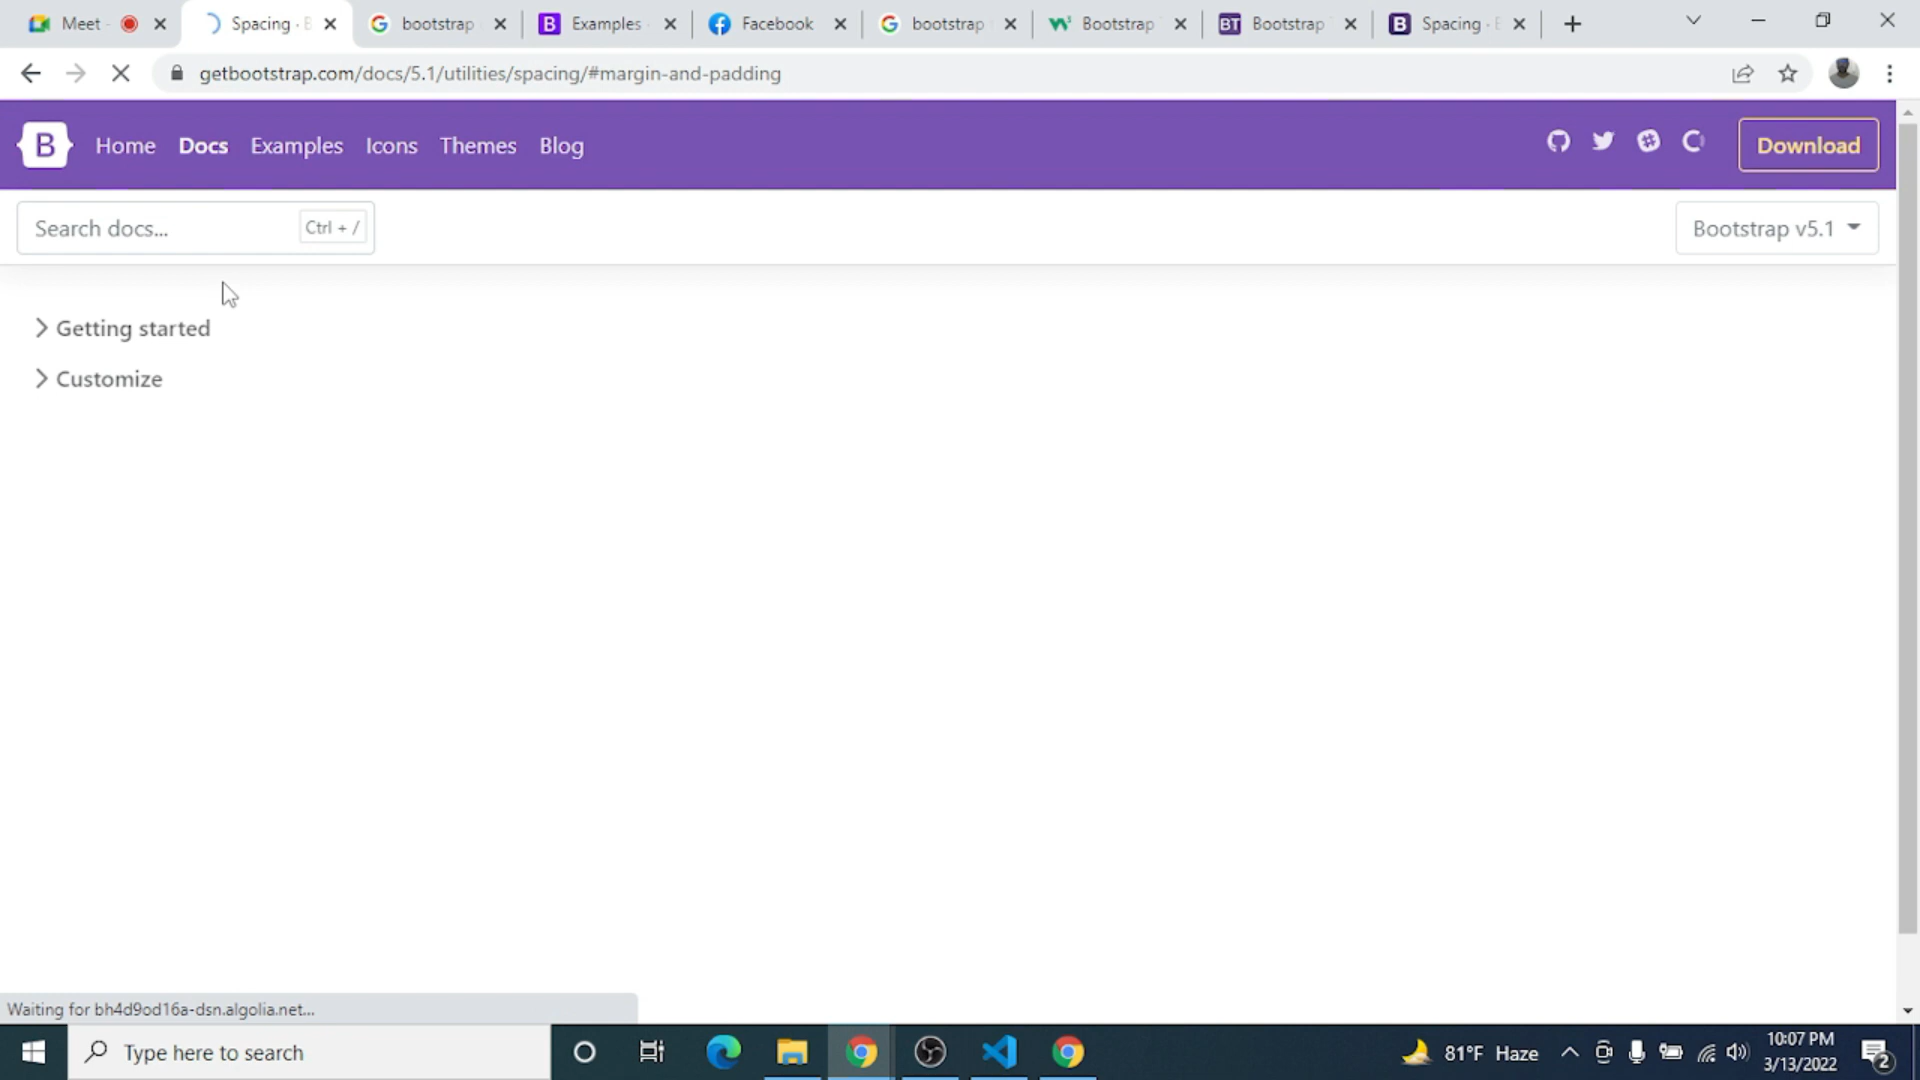 Meet
Spacing · B
bootstrap
Examples
Facebook
bootstrap
Bootstrap
BT Bootstrap
B Spacing · B
getbootstrap.com/docs/5.1/utilities/spacing/#margin-and-padding
B Home Docs Examples Icons Themes Blog Download
Search docs... Ctrl + / Bootstrap v5.1
Getting started
Customize
Waiting for bh4d9od16a-dsn.algolia.net...
Type here to search
81°F Haze
10:07 PM
3/13/2022
2